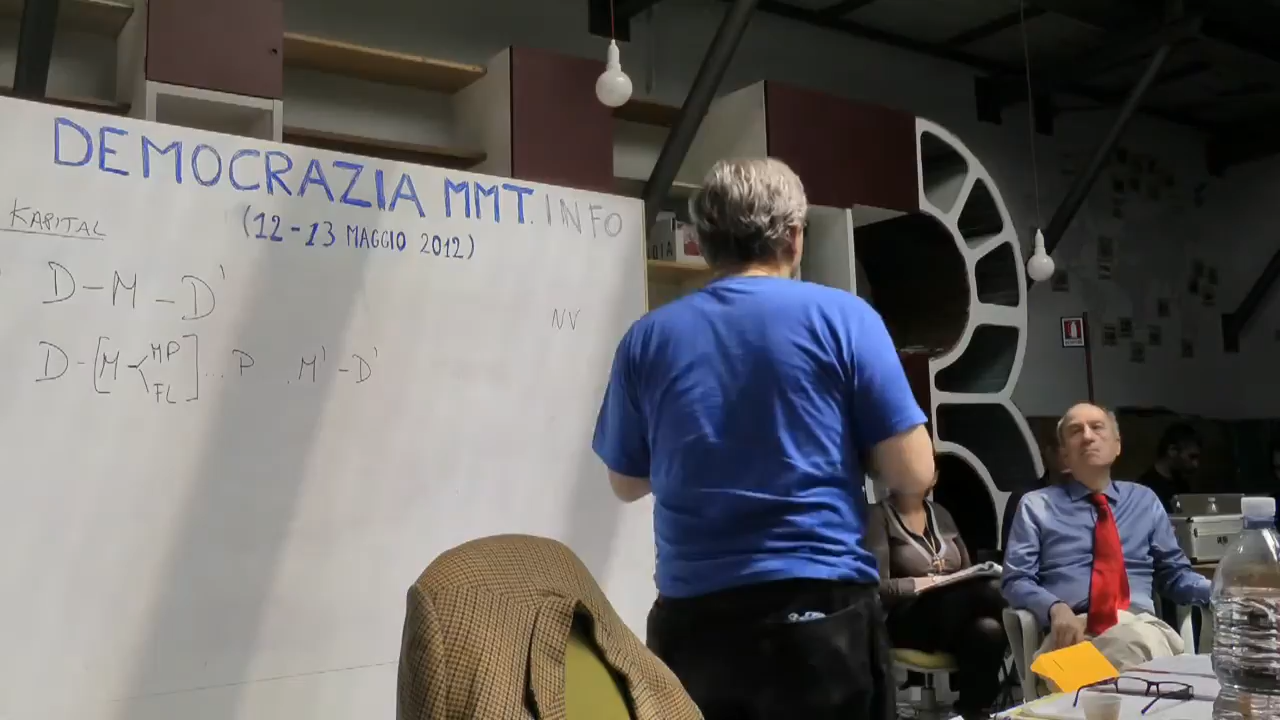 DEMOCRAZIA MMT.INFO
(12-13 MAGGIO 2012)
KAPITAL
D-M-D'
NV
D-[M< MP FL]...P...M'-D'